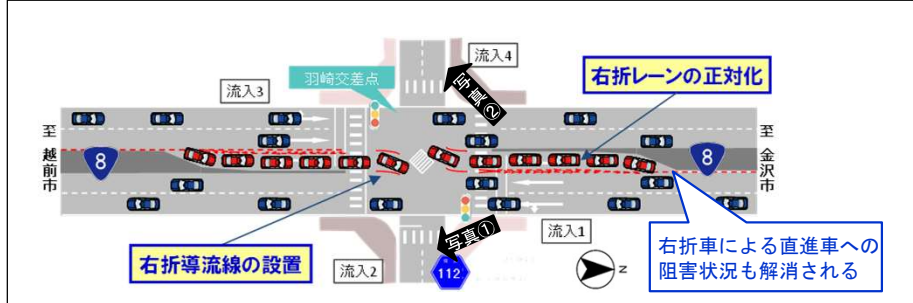 流入4
右折レーンの正対化
羽崎交差点
写真②
流入3
至 越前市
8
至 金沢市
8
写真①
右折車による直進車への
阻害状況も解消される
右折導流線の設置
流入2
112
流入1
N